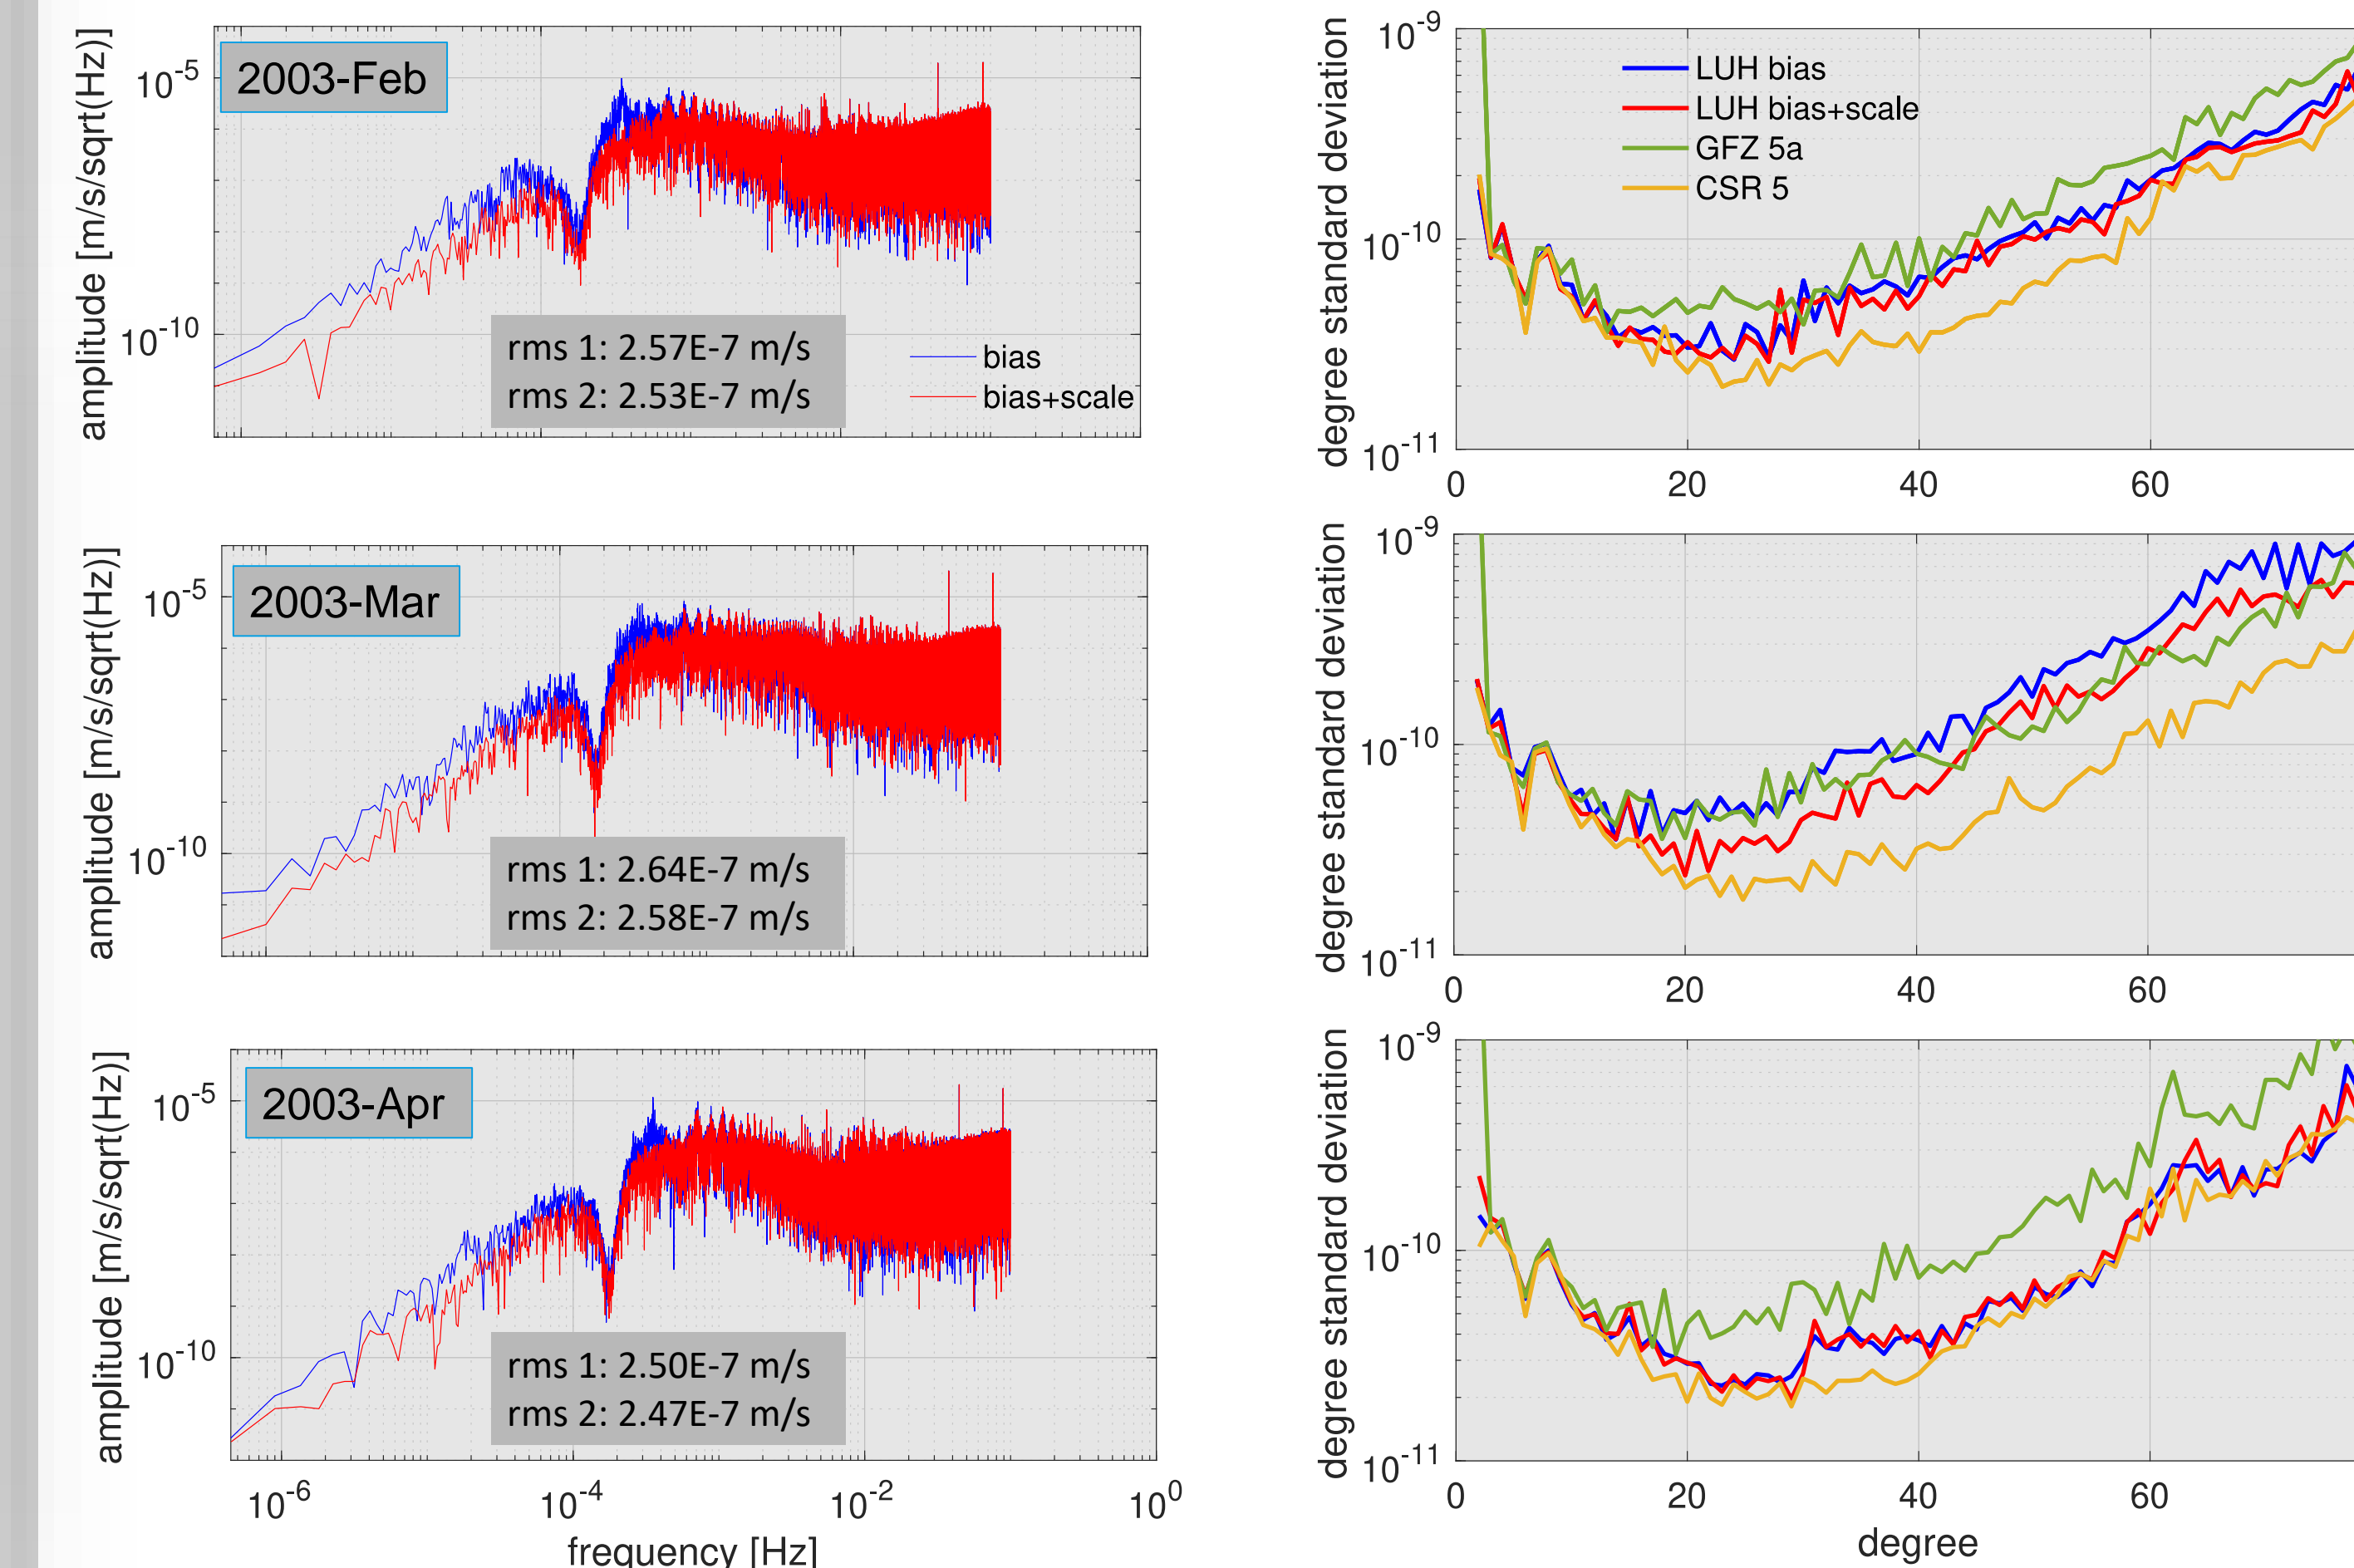 amplitude [m/s/sqrt(Hz)]
10-5
10-10
2003-Feb
rms 1: 2.57E-7 m/s
rms 2: 2.53E-7 m/s
bias
bias+scale
degree standard deviation
10-9
10-10
10-11
LUH bias
LUH bias+scale
GFZ 5a
CSR 5
0 20 40 60
amplitude [m/s/sqrt(Hz)]
10-5
10-10
2003-Mar
rms 1: 2.64E-7 m/s
rms 2: 2.58E-7 m/s
degree standard deviation
10-9
10-10
10-11
0 20 40 60
amplitude [m/s/sqrt(Hz)]
10-5
10-10
2003-Apr
rms 1: 2.50E-7 m/s
rms 2: 2.47E-7 m/s
10-6 10-4 10-2 100
frequency [Hz]
degree standard deviation
10-9
10-10
10-11
0 20 40 60
degree